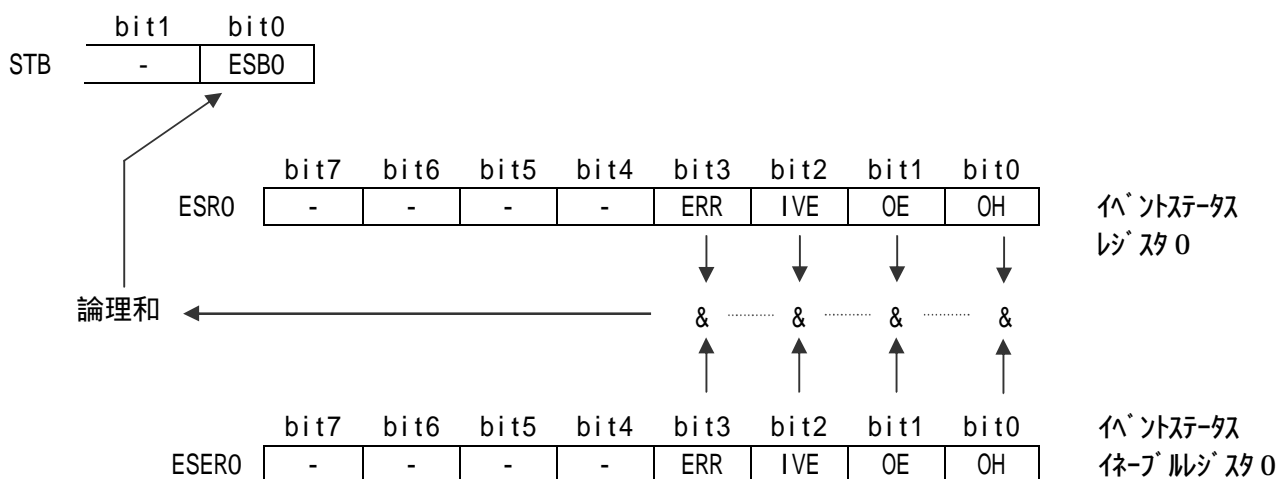 bit1 bit0
STB - ESB0
bit7 bit6 bit5 bit4 bit3 bit2 bit1 bit0
ESR0 - - - - ERR IVE OE OH
イベントステータス
レジスタ 0
論理和
& & & &
bit7 bit6 bit5 bit4 bit3 bit2 bit1 bit0
ESER0 - - - - ERR IVE OE OH
イベントステータス
イネーブルレジスタ 0